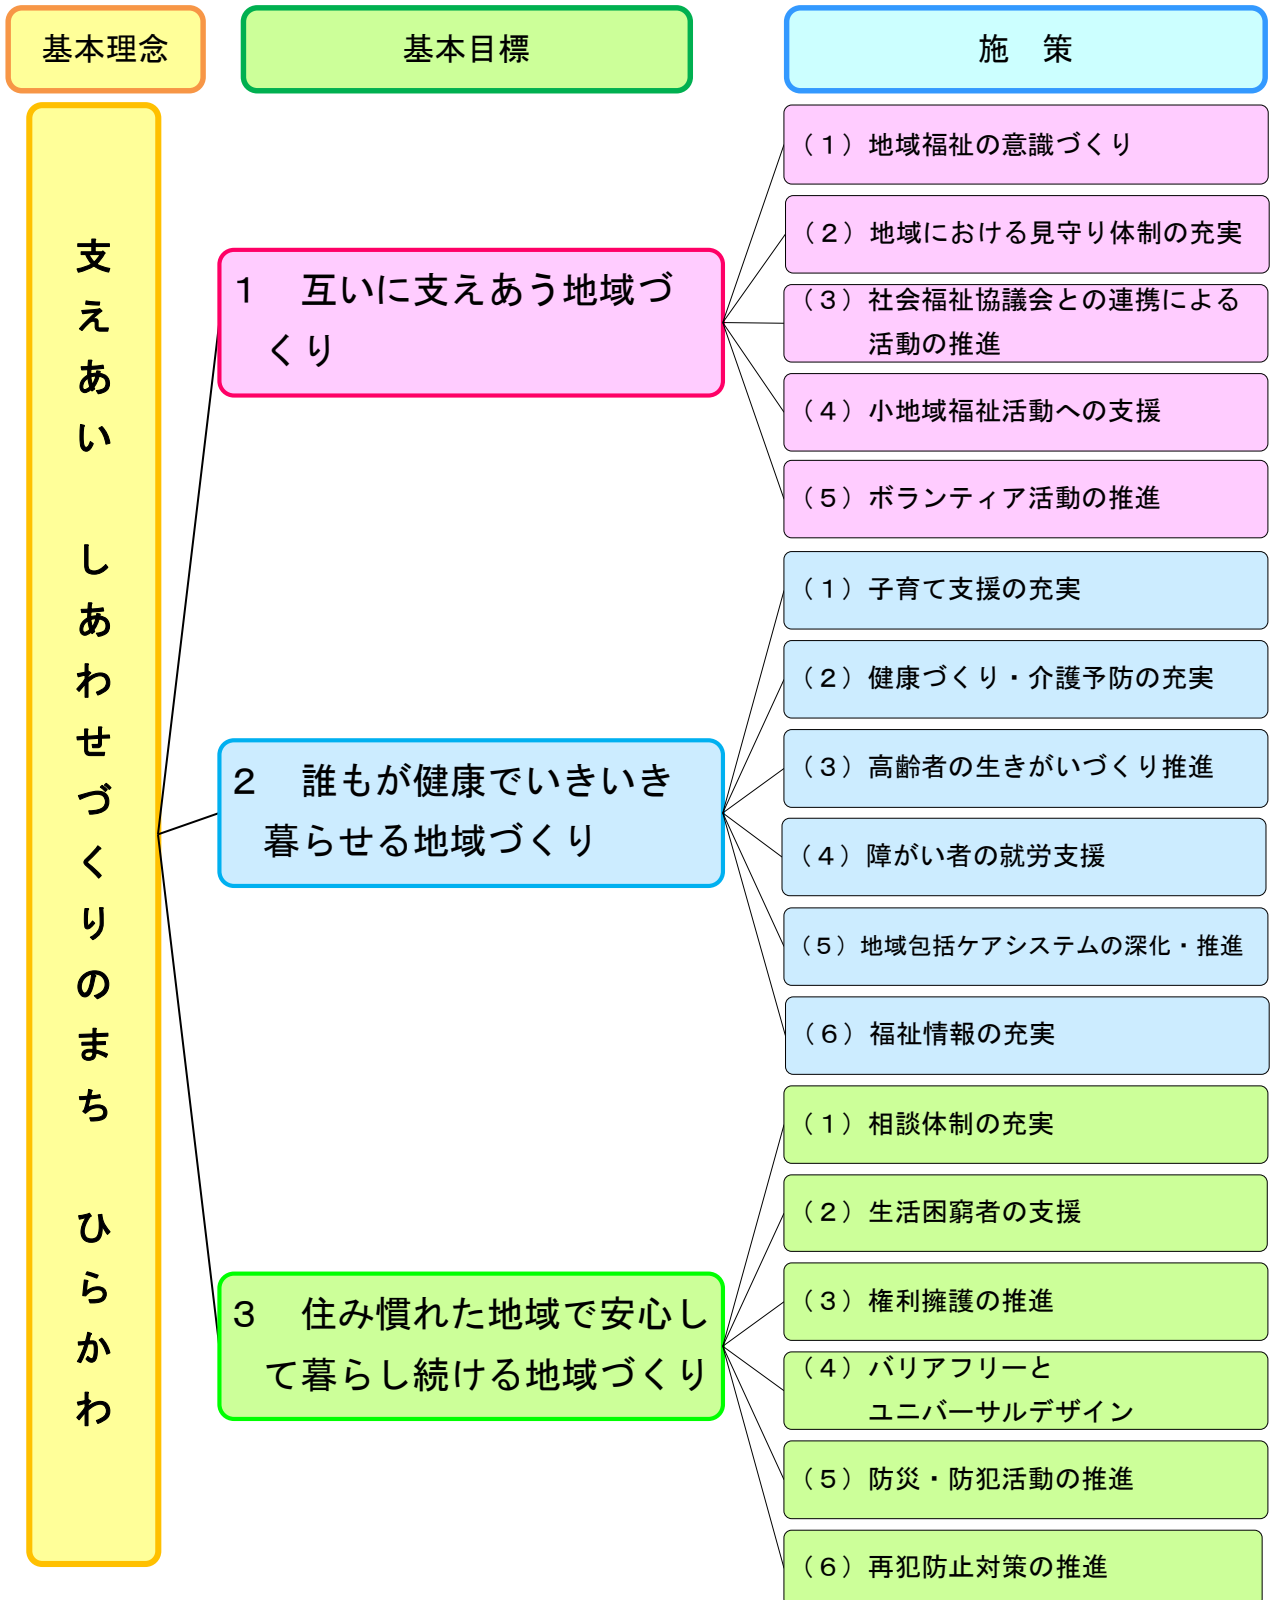 基本理念
基本目標
施　策
支えあい　しあわせづくりのまち　ひらかわ
１　互いに支えあう地域づ
くり
（１）地域福祉の意識づくり
（２）地域における見守り体制の充実
（３）社会福祉協議会との連携による
活動の推進
（４）小地域福祉活動への支援
（５）ボランティア活動の推進
２　誰もが健康でいきいき
暮らせる地域づくり
（１）子育て支援の充実
（２）健康づくり・介護予防の充実
（３）高齢者の生きがいづくり推進
（４）障がい者の就労支援
（５）地域包括ケアシステムの深化・推進
（６）福祉情報の充実
３　住み慣れた地域で安心し
て暮らし続ける地域づくり
（１）相談体制の充実
（２）生活困窮者の支援
（３）権利擁護の推進
（４）バリアフリーと
ユニバーサルデザイン
（５）防災・防犯活動の推進
（６）再犯防止対策の推進